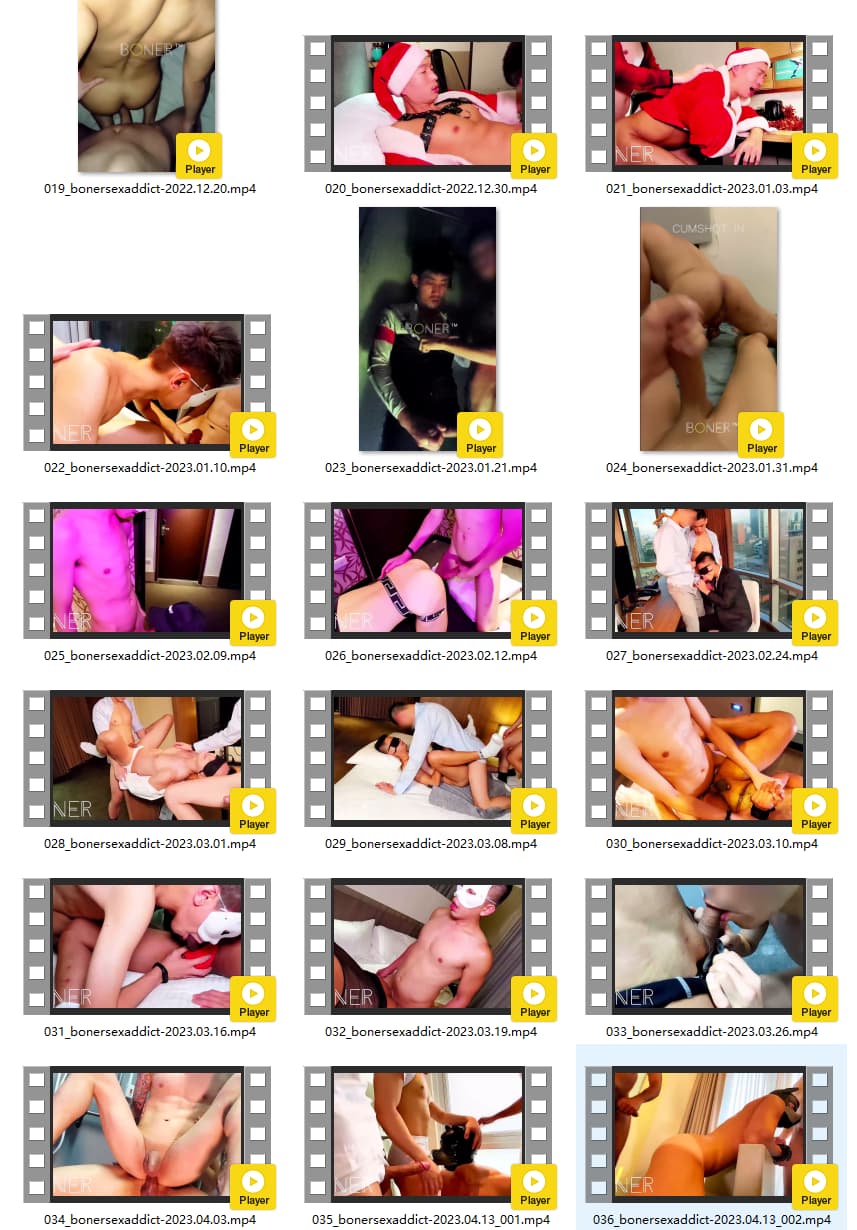 BONER™
Player
Player
Player
019_bonersexaddict-2022.12.20.mp4
020_bonersexaddict-2022.12.30.mp4
021_bonersexaddict-2023.01.03.mp4
NER
NER
CUMSHOT IN
BONER™
BONER™
NER
Player
Player
Player
022_bonersexaddict-2023.01.10.mp4
023_bonersexaddict-2023.01.21.mp4
024_bonersexaddict-2023.01.31.mp4
NER
NER
NER
Player
Player
Player
025_bonersexaddict-2023.02.09.mp4
026_bonersexaddict-2023.02.12.mp4
027_bonersexaddict-2023.02.24.mp4
NER
NER
NER
Player
Player
Player
028_bonersexaddict-2023.03.01.mp4
029_bonersexaddict-2023.03.08.mp4
030_bonersexaddict-2023.03.10.mp4
NER
NER
NER
Player
Player
Player
031_bonersexaddict-2023.03.16.mp4
032_bonersexaddict-2023.03.19.mp4
033_bonersexaddict-2023.03.26.mp4
NER
NER
NER
Player
Player
Player
034_bonersexaddict-2023.04.03.mp4
035_bonersexaddict-2023.04.13_001.mp4
036_bonersexaddict-2023.04.13_002.mp4